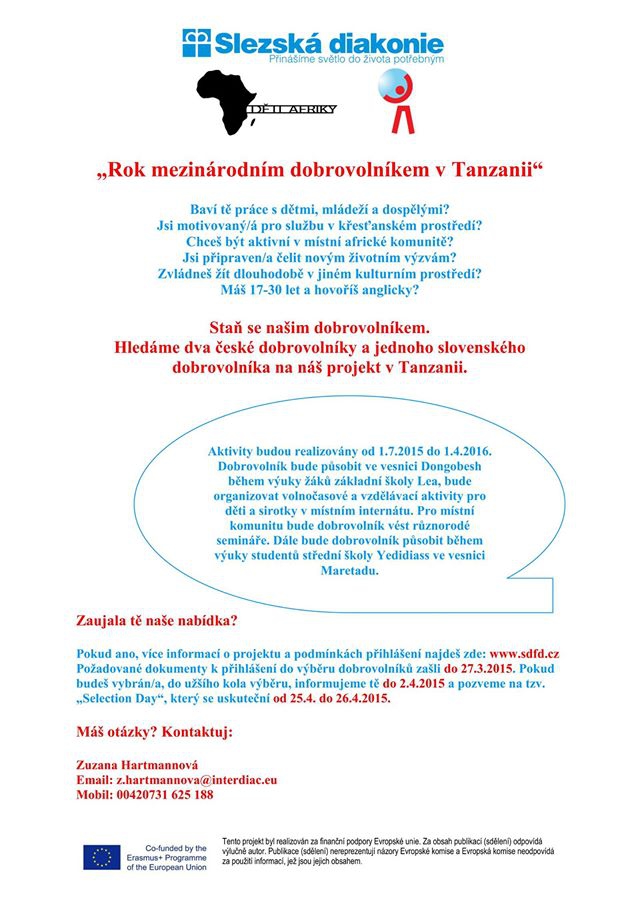 Slezská diakonie
Přinášíme světlo do života potřebným
DĚTI AFRIKY
„Rok mezinárodním dobrovolníkem v Tanzanii“
Baví tě práce s dětmi, mládeží a dospělými?
Jsi motivovaný/á pro službu v křesťanském prostředí?
Chceš být aktivní v místní africké komunitě?
Jsi připraven/a čelit novým životním výzvám?
Zvládneš žít dlouhodobě v jiném kulturním prostředí?
Máš 17-30 let a hovoříš anglicky?
Staň se našim dobrovolníkem.
Hledáme dva české dobrovolníky a jednoho slovenského
dobrovolníka na náš projekt v Tanzanii.
Aktivity budou realizovány od 1.7.2015 do 1.4.2016.
Dobrovolník bude působit ve vesnici Dongobesh
během výuky žáků základní školy Lea, bude
organizovat volnočasové a vzdělávací aktivity pro
děti a sirotky v místním internátu. Pro místní
komunitu bude dobrovolník vést různorodé
semináře. Dále bude dobrovolník působit během
výuky studentů střední školy Yedidiass ve vesnici
Maretadu.
Zaujala tě naše nabídka?
Pokud ano, více informací o projektu a podmínkách přihlášení najdeš zde: www.sdfd.cz
Požadované dokumenty k přihlášení do výběru dobrovolníků zašli do 27.3.2015. Pokud
budeš vybrán/a, do užšího kola výběru, informujeme tě do 2.4.2015 a pozveme na tzv.
„Selection Day“, který se uskuteční od 25.4. do 26.4.2015.
Máš otázky? Kontaktuj:
Zuzana Hartmannová
Email: z.hartmannova@interdiac.eu
Mobil: 00420731 625 188
Co-funded by the
Erasmus+ Programme
of the European Union
Tento projekt byl realizován za finanční podpory Evropské unie. Za obsah publikací (sdělení) odpovídá
výlučně autor. Publikace (sdělení) nereprezentují názory Evropské komise a Evropská komise neodpovídá
za použití informací, jež jsou jejich obsahem.